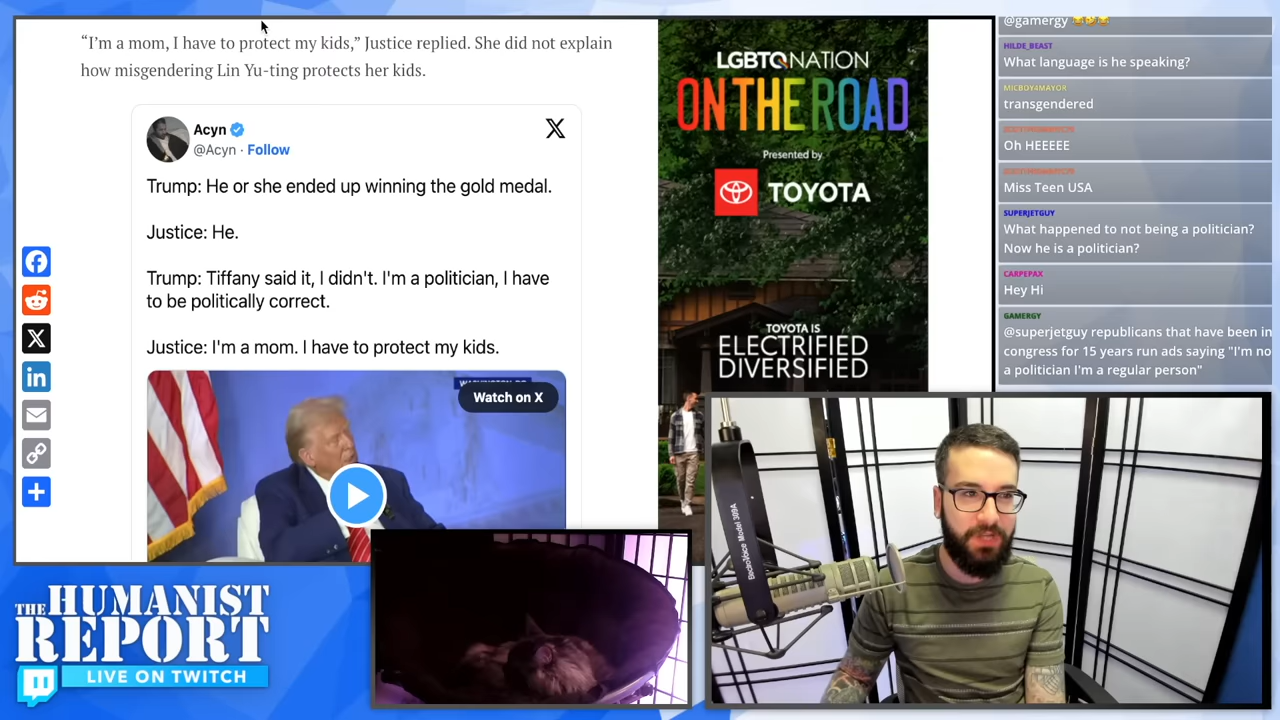 “I’m a mom, I have to protect my kids,” Justice replied. She did not explain
how misgendering Lin Yu-ting protects her kids.
Acyn
@Acyn · Follow
Trump: He or she ended up winning the gold medal.
Justice: He.
Trump: Tiffany said it, I didn't. I'm a politician, I have
to be politically correct.
Justice: I'm a mom. I have to protect my kids.
Watch on X
LGBTQNATION
ON THE ROAD
Presented by
TOYOTA
TOYOTA IS
ELECTRIFIED
DIVERSIFIED
@gamergy
HILDE_BEAST
What language is he speaking?
MICBOY4MAYOR
transgendered
Oh HEEEEE
Miss Teen USA
SUPERJETGUY
What happened to not being a politician?
Now he is a politician?
CARPEPAX
Hey Hi
GAMERGY
@superjetguy republicans that have been in
congress for 15 years run ads saying "I'm no
a politician I'm a regular person"
THE HUMANIST
REPORT
LIVE ON TWITCH